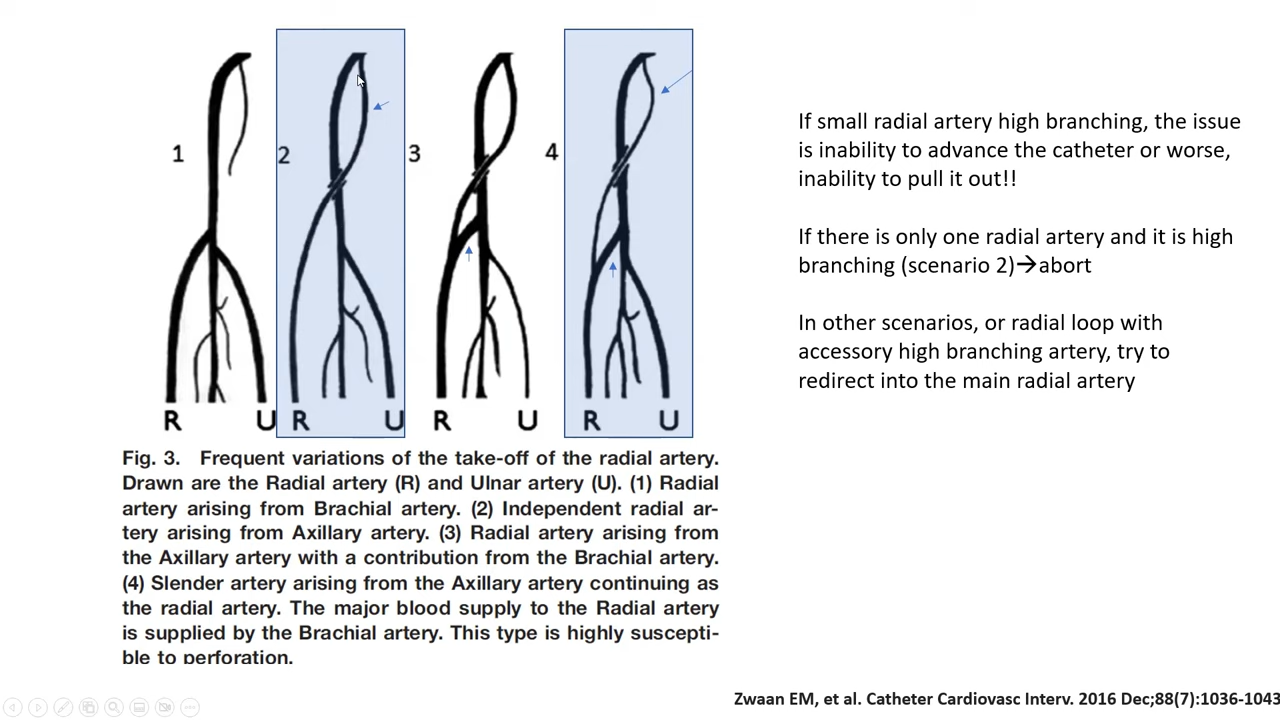 1
2
3
4
R
U
R
U
R
U
R
U
Fig. 3. Frequent variations of the take-off of the radial artery.
Drawn are the Radial artery (R) and Ulnar artery (U). (1) Radial
artery arising from Brachial artery. (2) Independent radial ar-
tery arising from Axillary artery. (3) Radial artery arising from
the Axillary artery with a contribution from the Brachial artery.
(4) Slender artery arising from the Axillary artery continuing as
the radial artery. The major blood supply to the Radial artery
is supplied by the Brachial artery. This type is highly suscepti-
ble to perforation.
If small radial artery high branching, the issue
is inability to advance the catheter or worse,
inability to pull it out!!
If there is only one radial artery and it is high
branching (scenario 2)→abort
In other scenarios, or radial loop with
accessory high branching artery, try to
redirect into the main radial artery
Zwaan EM, et al. Catheter Cardiovasc Interv. 2016 Dec;88(7):1036-1043